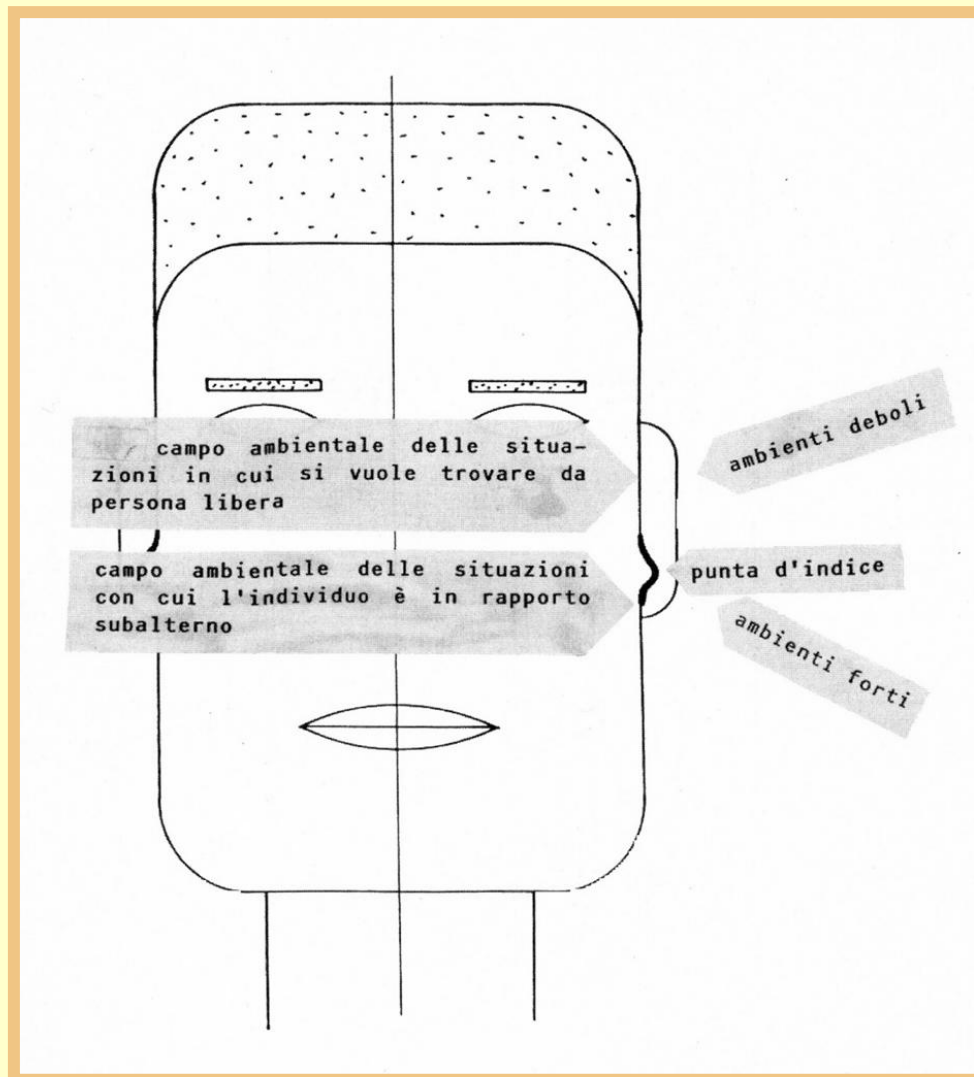 campo ambientale delle situa-
zioni in cui si vuole trovare da
persona libera
ambienti deboli
campo ambientale delle situazioni
con cui l'individuo è in rapporto
subalterno
punta d'indice
ambienti forti